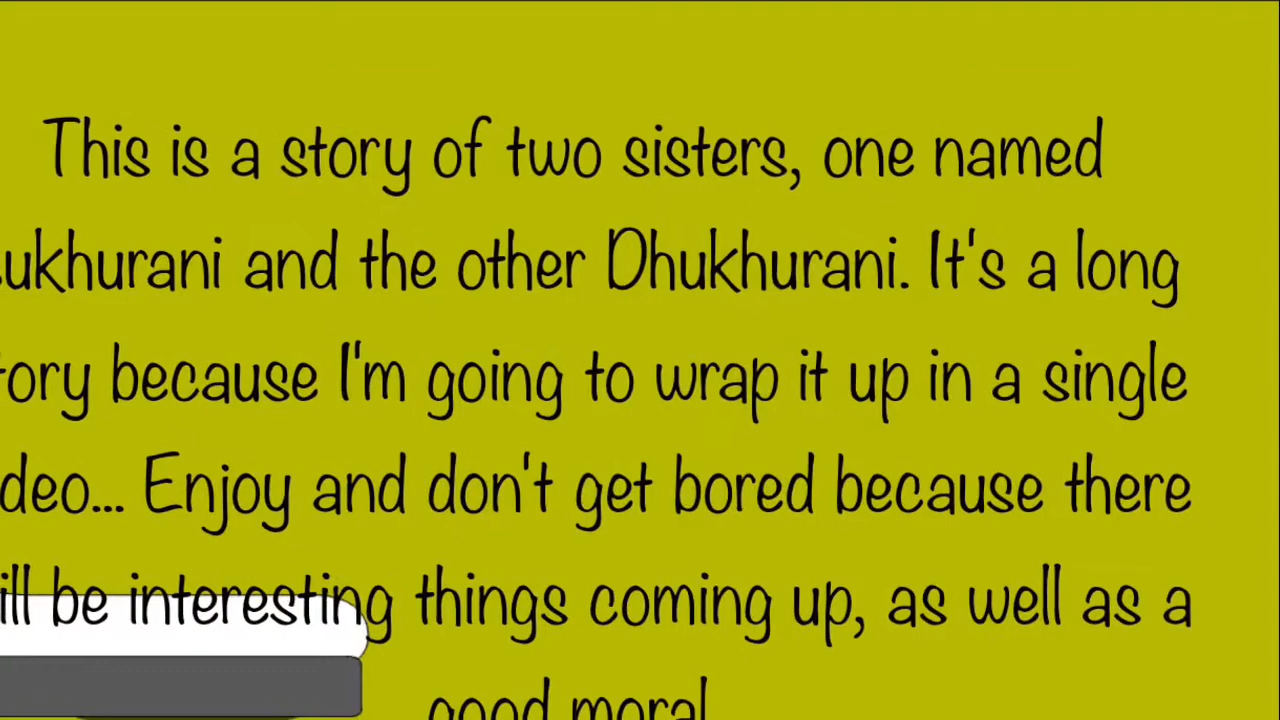 This is a story of two sisters, one named
ukhurani and the other Dhukhurani. It's a long
tory because I'm going to wrap it up in a single
deo... Enjoy and don't get bored because there
ill be interesting things coming up, as well as a
good moral